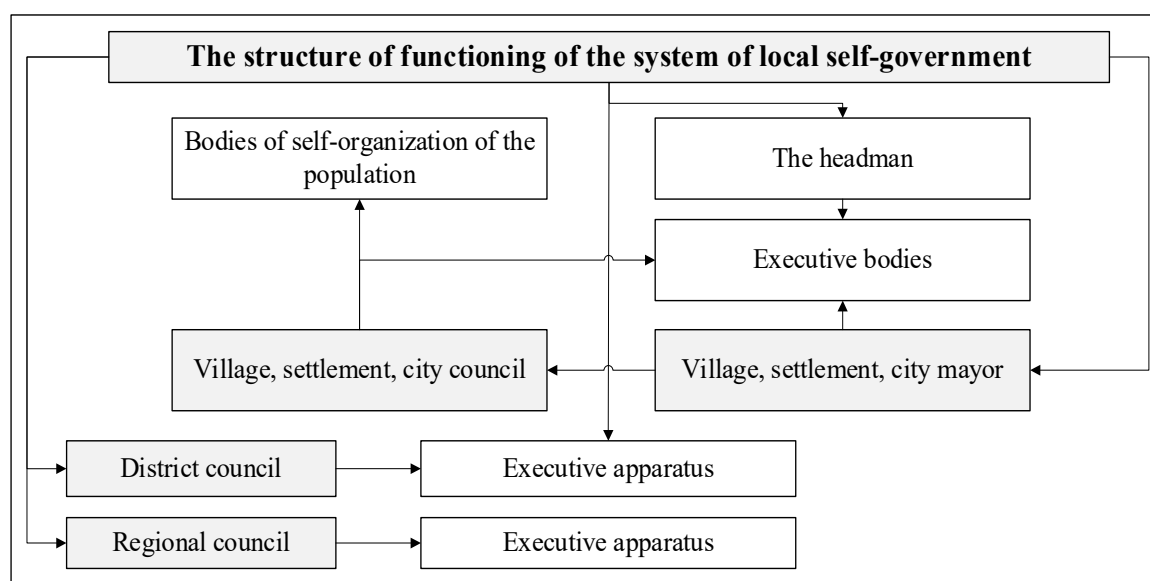 The structure of functioning of the system of local self-government
Bodies of self-organization of the
population
The headman
Executive bodies
Village, settlement, city council
Village, settlement, city mayor
District council
Executive apparatus
Regional council
Executive apparatus